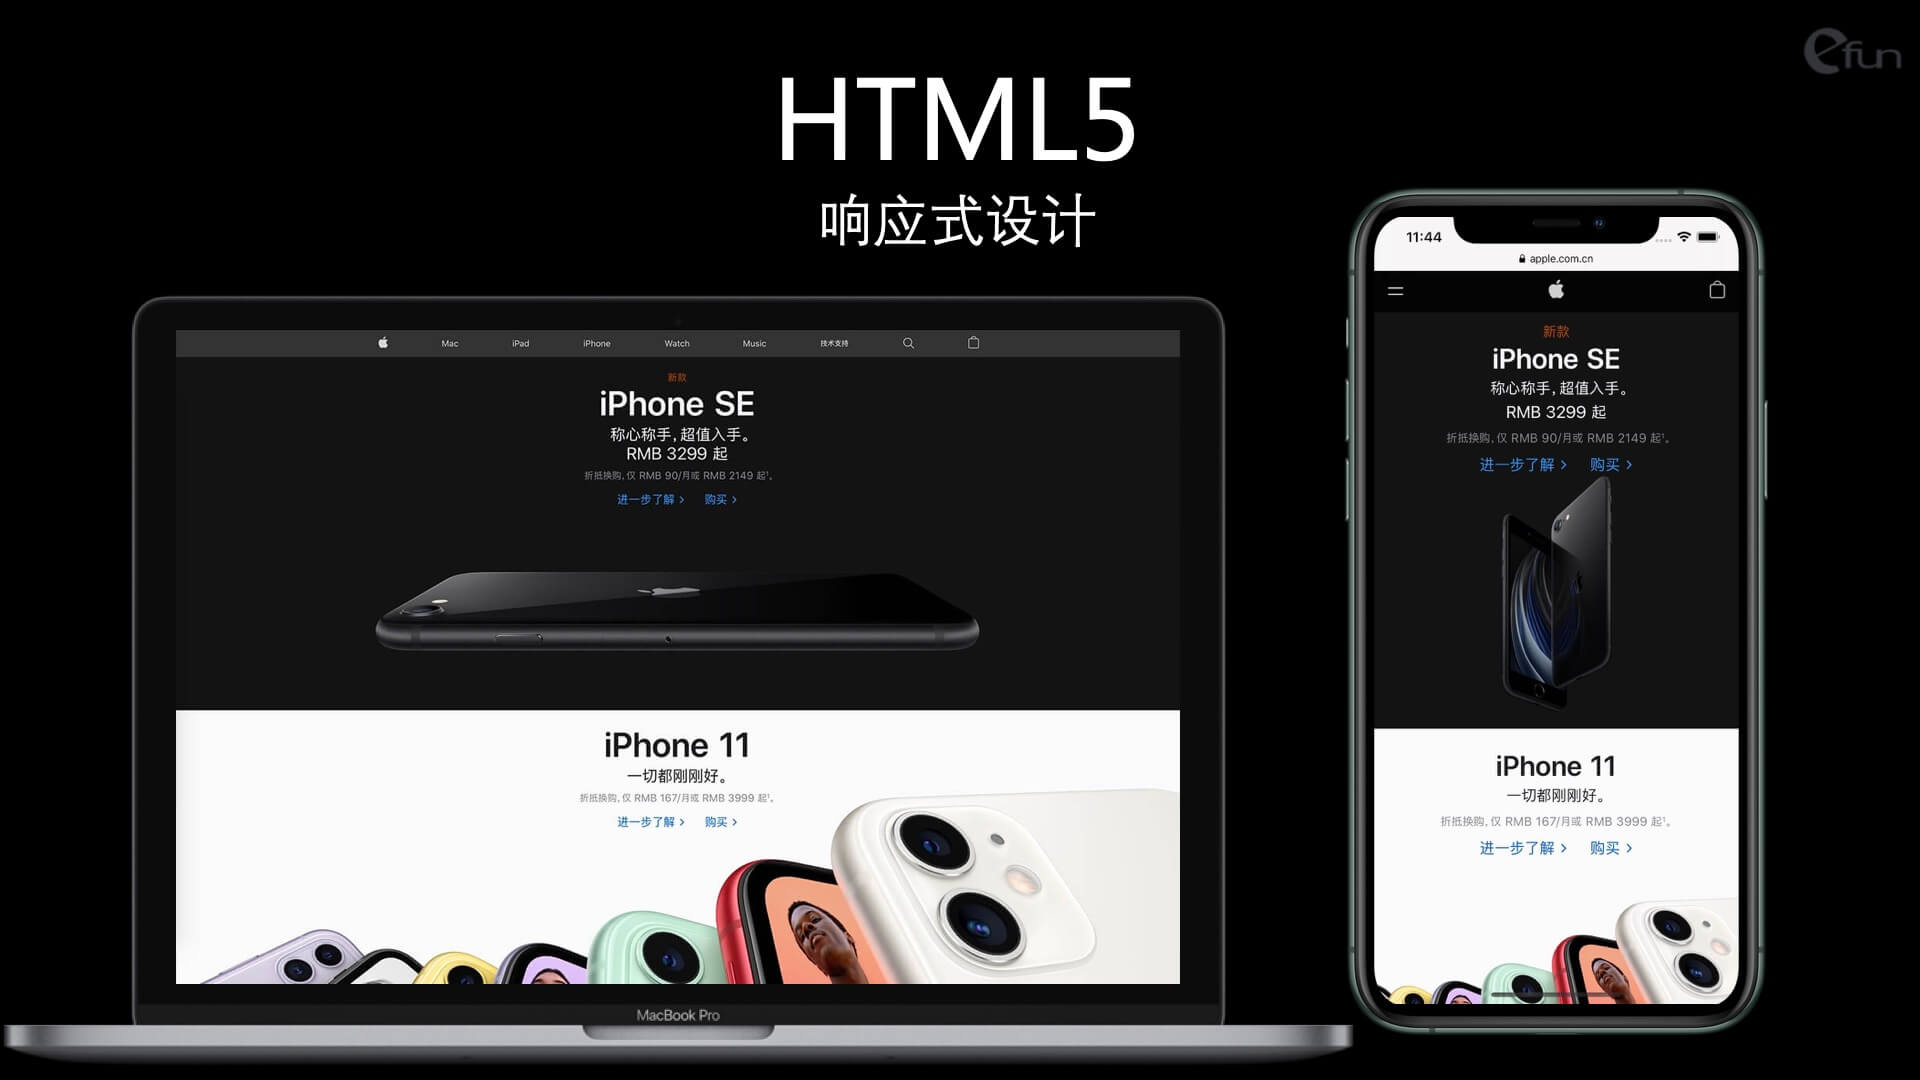 efun
HTML5
响应式设计
Mac iPad iPhone Watch Music 技术支持
新款
iPhone SE
称心称手，超值入手。
RMB 3299 起
折抵换购，仅 RMB 90/月或 RMB 2149 起¹。
进一步了解 > 购买 >
iPhone 11
一切都刚刚好。
折抵换购，仅 RMB 167/月或 RMB 3999 起¹。
进一步了解 > 购买 >
MacBook Pro
11:44
apple.com.cn
新款
iPhone SE
称心称手，超值入手。
RMB 3299 起
折抵换购，仅 RMB 90/月或 RMB 2149 起¹。
进一步了解 > 购买 >
iPhone 11
一切都刚刚好。
折抵换购，仅 RMB 167/月或 RMB 3999 起¹。
进一步了解 > 购买 >